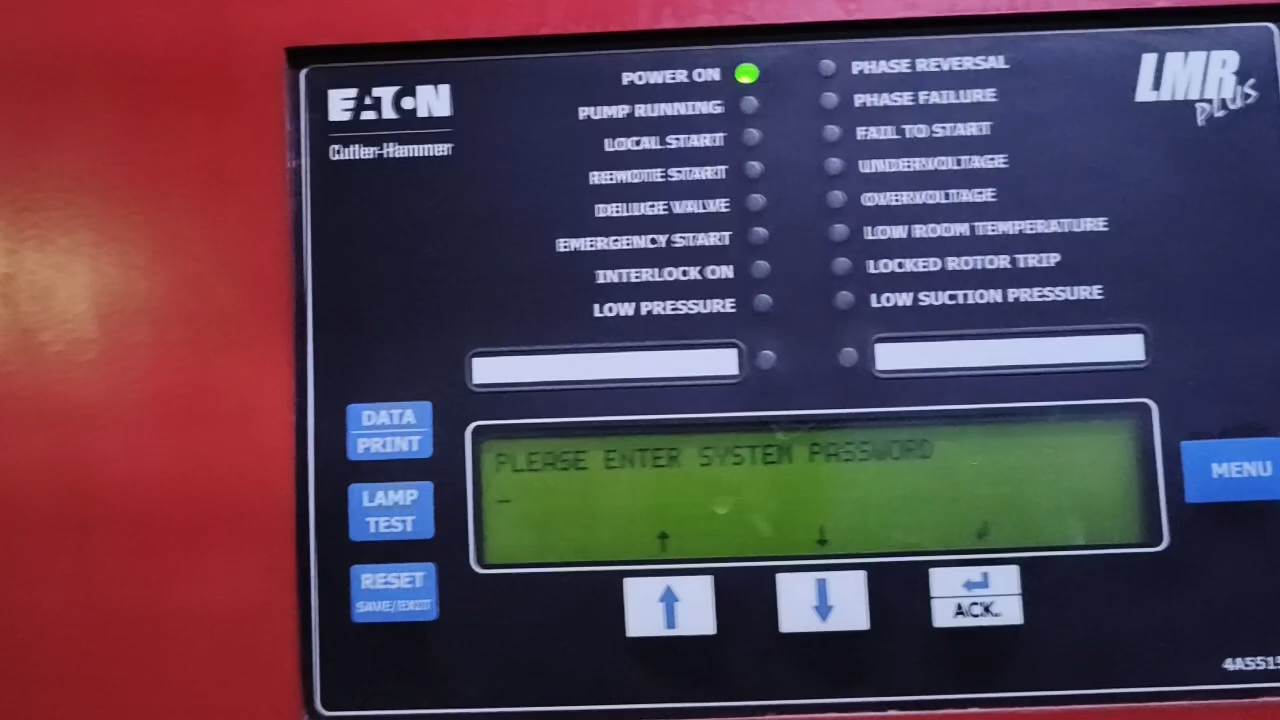 EATON
Cutler-Hammer
LMR
PLUS
POWER ON
PUMP RUNNING
LOCAL START
REMOTE START
DELUGE VALVE
EMERGENCY START
INTERLOCK ON
LOW PRESSURE
PHASE REVERSAL
PHASE FAILURE
FAIL TO START
UNDERVOLTAGE
OVERVOLTAGE
LOW ROOM TEMPERATURE
LOCKED ROTOR TRIP
LOW SUCTION PRESSURE
DATA
PRINT
LAMP
TEST
RESET
SAVE/EXIT
PLEASE ENTER SYSTEM PASSWORD
MENU
ACK.